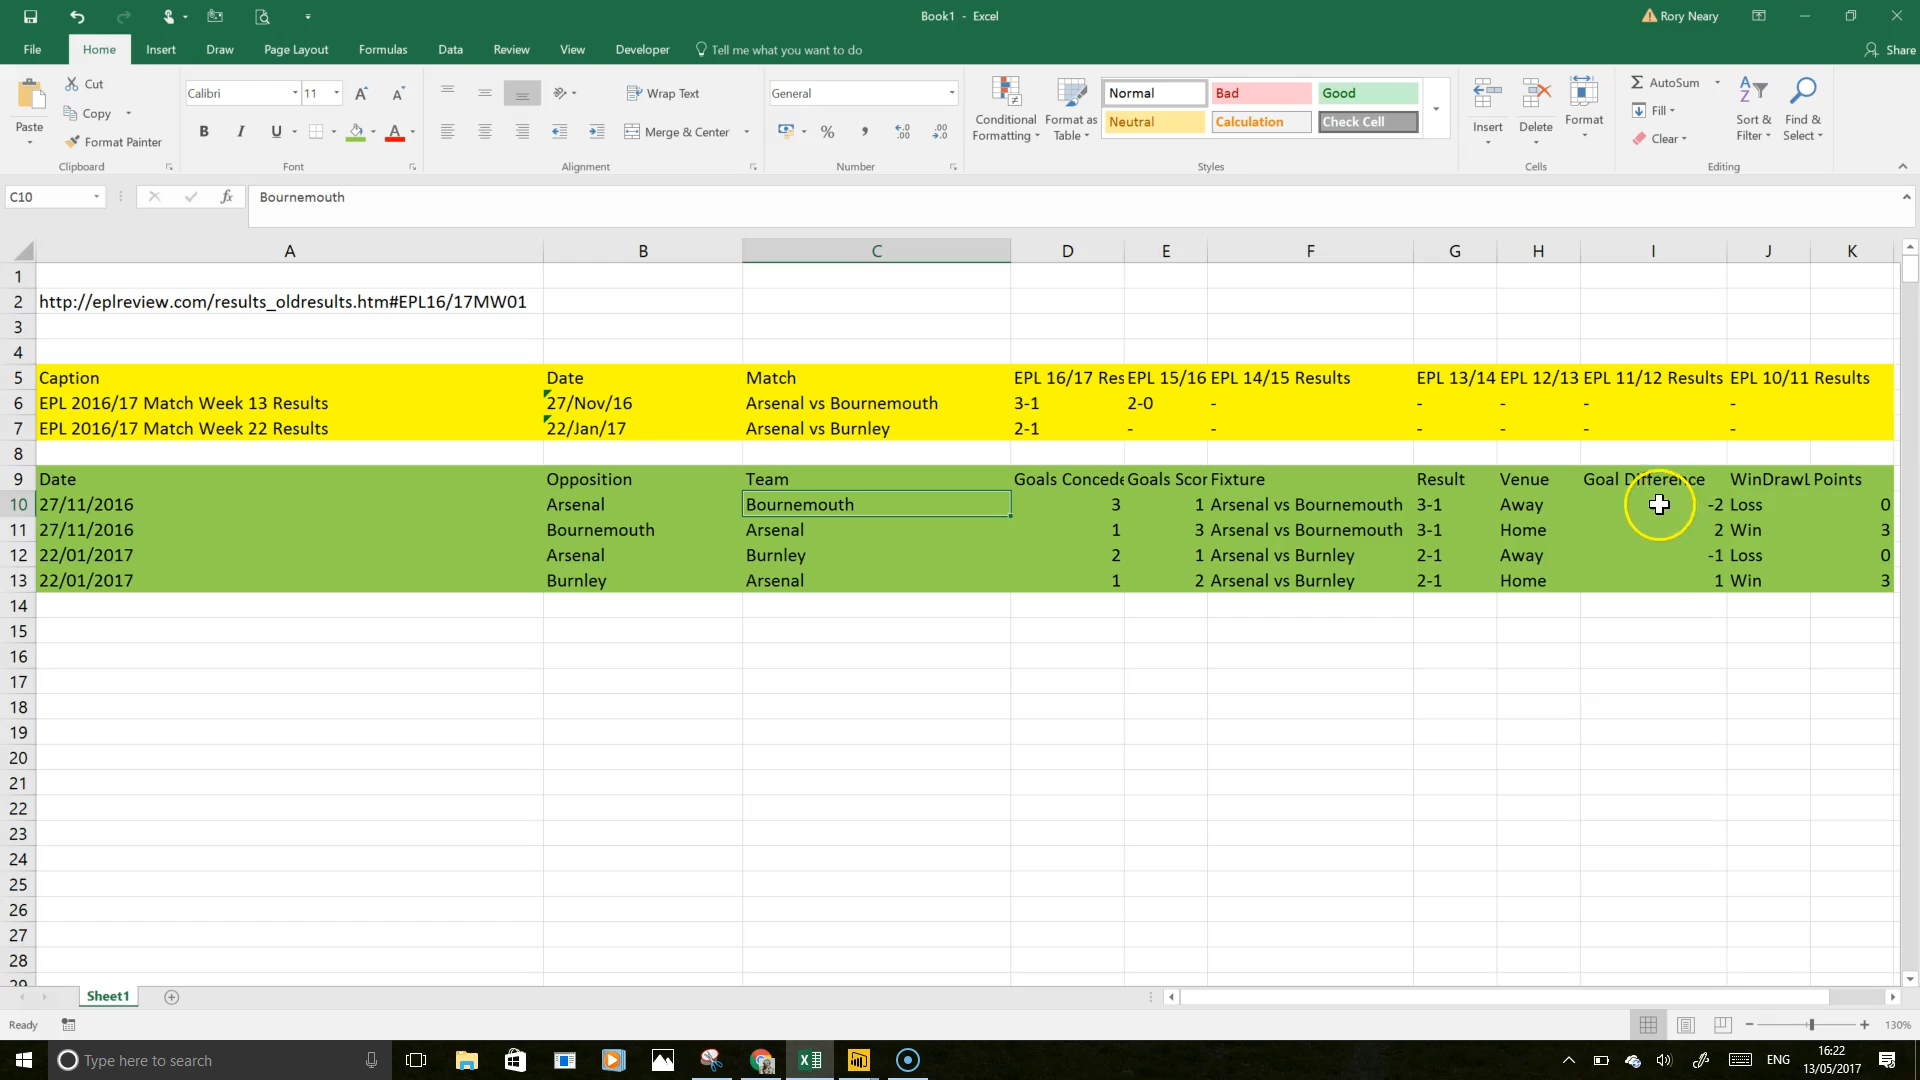 Book1 - Excel
Rory Neary
File Home Insert Draw Page Layout Formulas Data Review View Developer Tell me what you want to do Share
Paste
Cut
Copy
Format Painter
Clipboard
Calibri 11
B I U A
Font
Wrap Text
Merge & Center
Alignment
General
%
Number
Conditional Formatting
Format as Table
Normal Bad Good
Neutral Calculation Check Cell
Styles
Insert Delete Format
Cells
AutoSum
Fill
Clear
Sort & Filter
Find & Select
Editing
C10 fx Bournemouth
A B C D E F G H I J K
1
2 http://eplreview.com/results_oldresults.htm#EPL16/17MW01
3
4
5 Caption Date Match EPL 16/17 Res EPL 15/16 EPL 14/15 Results EPL 13/14 EPL 12/13 EPL 11/12 Results EPL 10/11 Results
6 EPL 2016/17 Match Week 13 Results 27/Nov/16 Arsenal vs Bournemouth 3-1 2-0 - - - - -
7 EPL 2016/17 Match Week 22 Results 22/Jan/17 Arsenal vs Burnley 2-1 - - - - - -
8
9 Date Opposition Team Goals Concede Goals Scor Fixture Result Venue Goal Difference WinDrawL Points
10 27/11/2016 Arsenal Bournemouth 3 1 Arsenal vs Bournemouth 3-1 Away -2 Loss 0
11 27/11/2016 Bournemouth Arsenal 1 3 Arsenal vs Bournemouth 3-1 Home 2 Win 3
12 22/01/2017 Arsenal Burnley 2 1 Arsenal vs Burnley 2-1 Away -1 Loss 0
13 22/01/2017 Burnley Arsenal 1 2 Arsenal vs Burnley 2-1 Home 1 Win 3
14
15
16
17
18
19
20
21
22
23
24
25
26
27
28
29
Sheet1
Ready
130%
Type here to search
ENG
16:22
13/05/2017